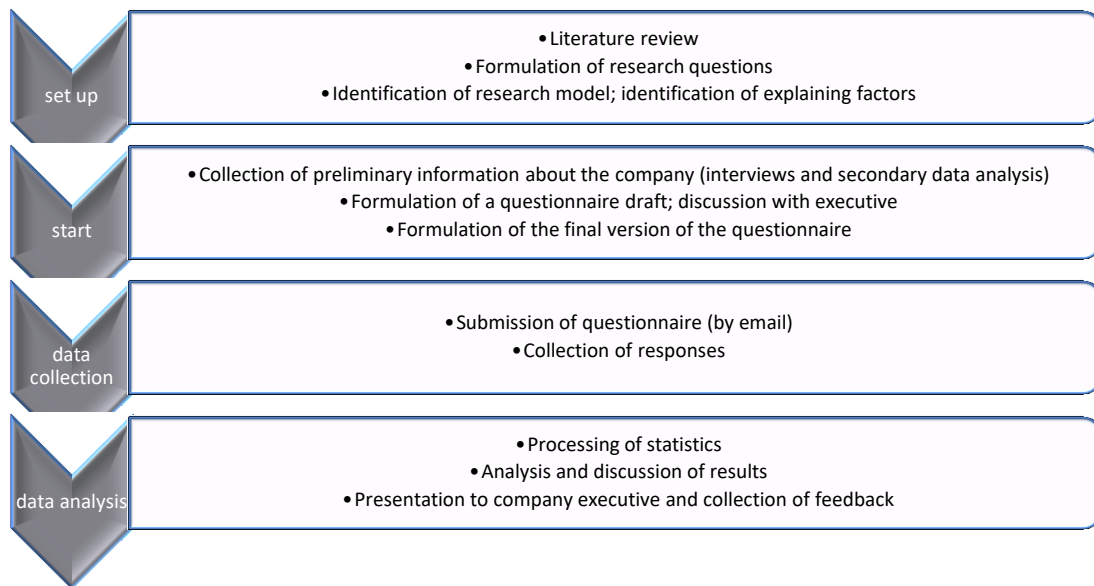 set up
•Literature review
•Formulation of research questions
•Identification of research model; identification of explaining factors
start
•Collection of preliminary information about the company (interviews and secondary data analysis)
•Formulation of a questionnaire draft; discussion with executive
•Formulation of the final version of the questionnaire
data
collection
•Submission of questionnaire (by email)
•Collection of responses
data analysis
•Processing of statistics
•Analysis and discussion of results
•Presentation to company executive and collection of feedback